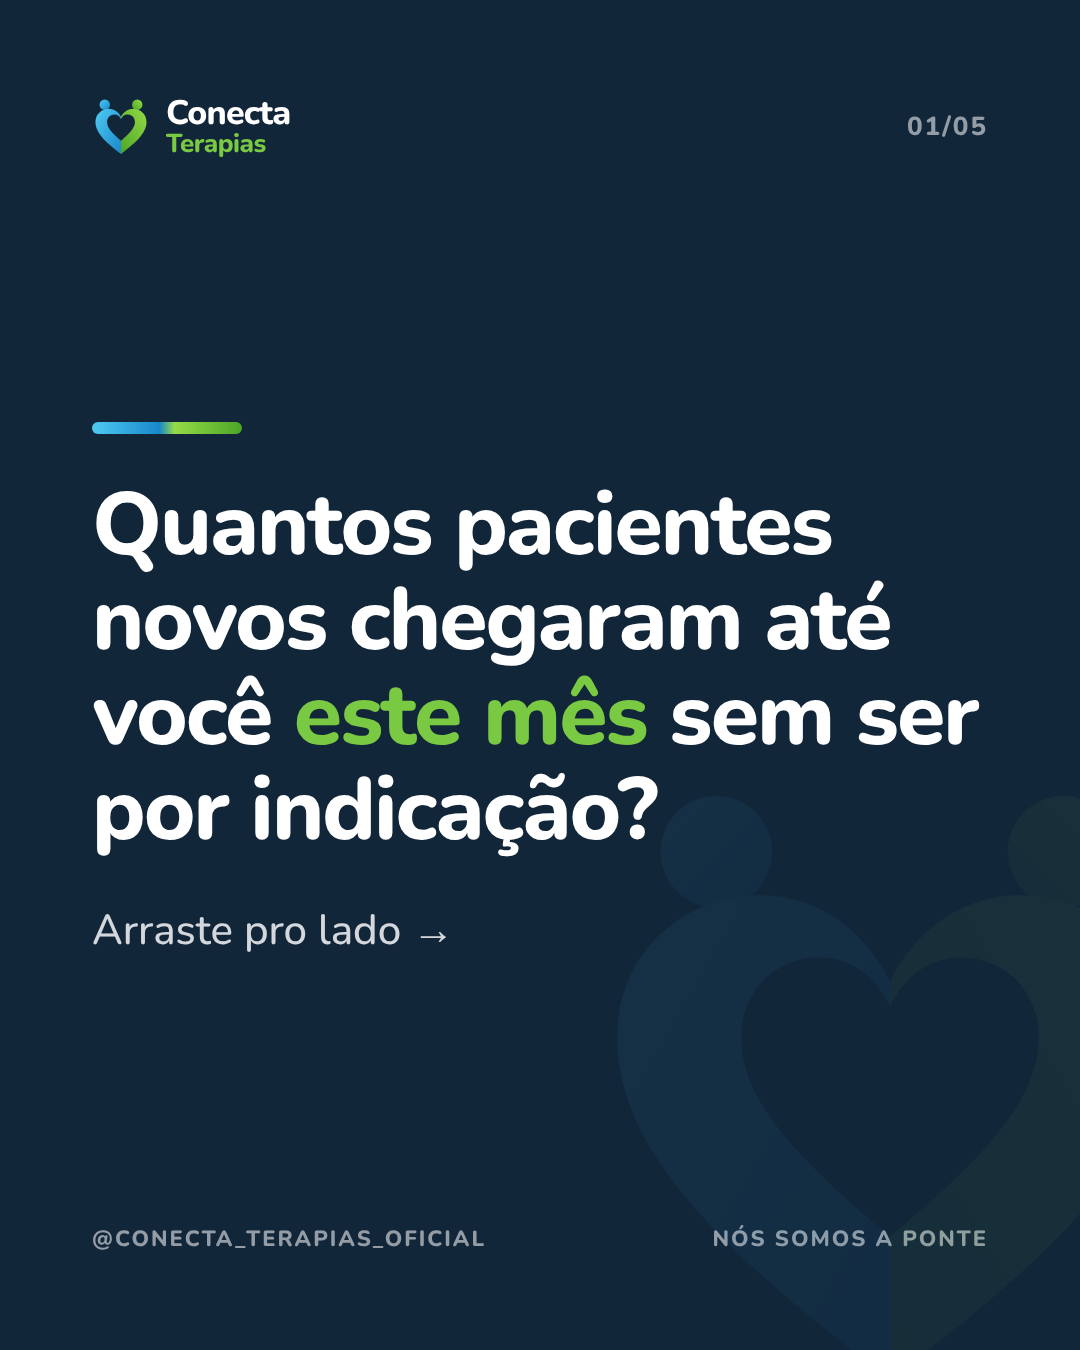 Conecta
Terapias
01/05
Quantos pacientes
novos chegaram até
você este mês sem ser
por indicação?
Arraste pro lado →
@CONECTA_TERAPIAS_OFICIAL
NÓS SOMOS A PONTE